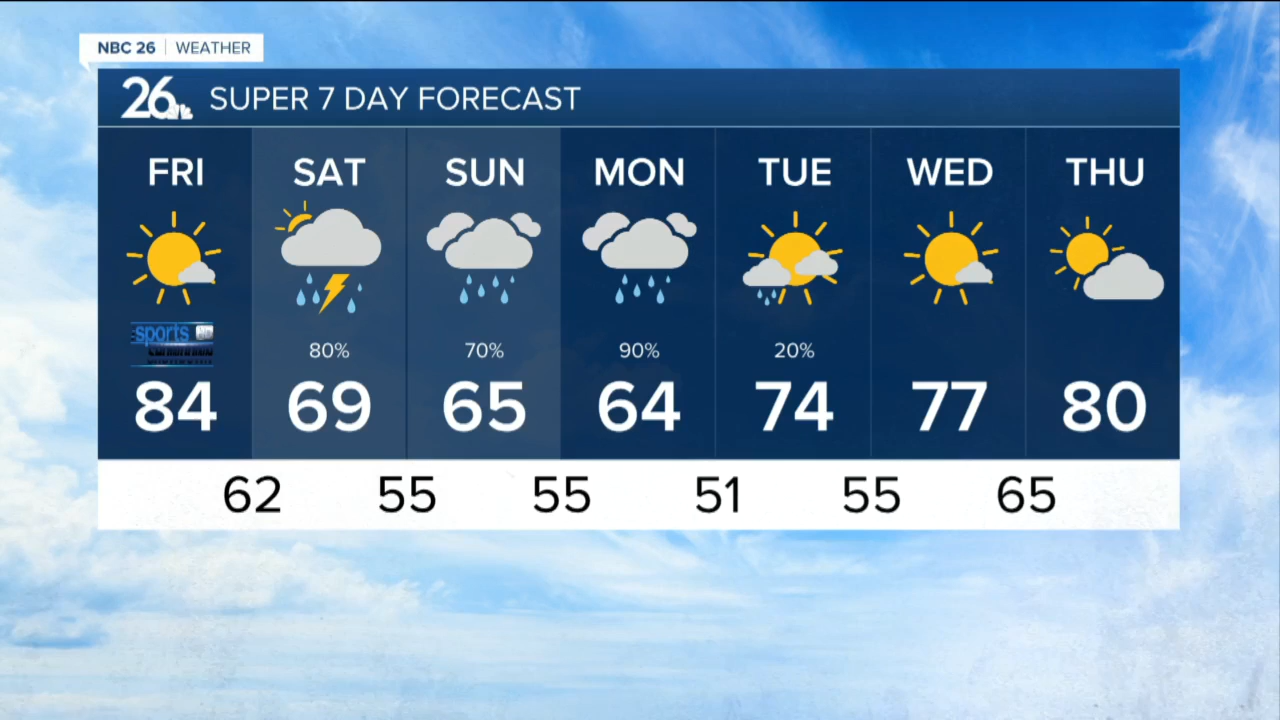 NBC 26 | WEATHER
26 SUPER 7 DAY FORECAST
FRI SAT SUN MON TUE WED THU
sports
80% 70% 90% 20%
84 69 65 64 74 77 80
62 55 55 51 55 65